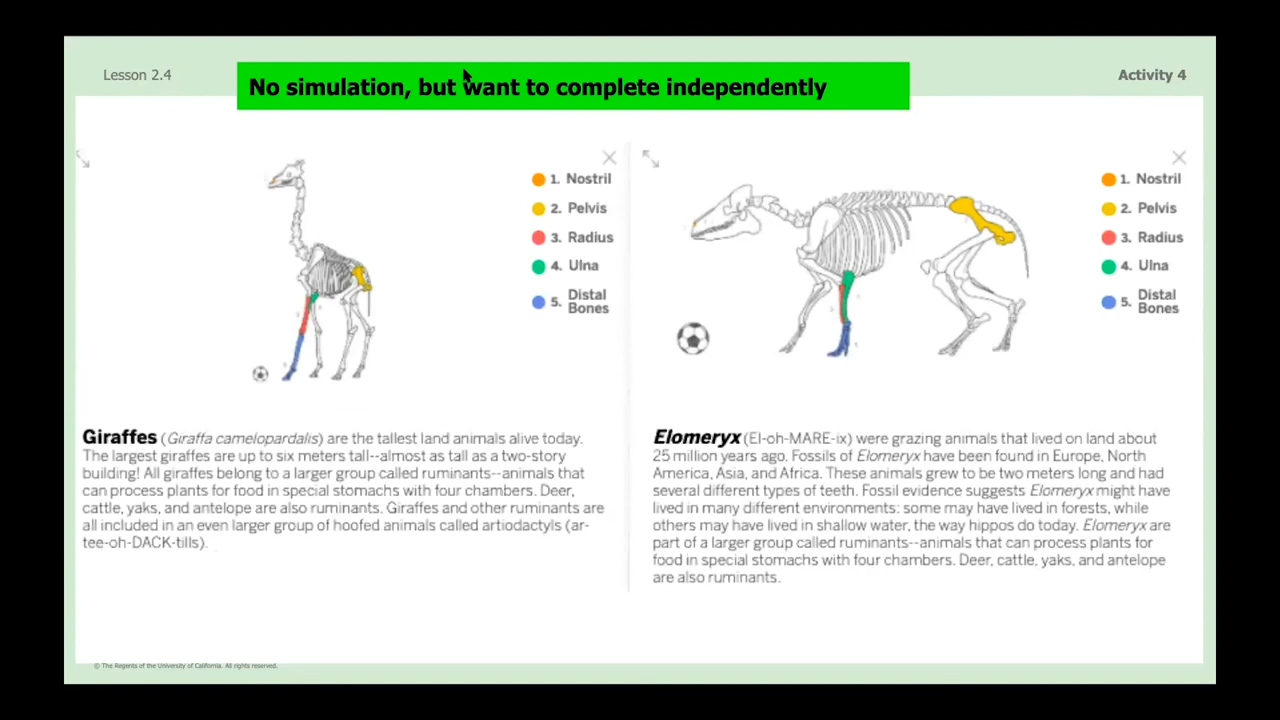 Lesson 2.4
No simulation, but want to complete independently
Activity 4
1. Nostril
2. Pelvis
3. Radius
4. Ulna
5. Distal
Bones
1. Nostril
2. Pelvis
3. Radius
4. Ulna
5. Distal
Bones
Giraffes (Giraffa camelopardalis) are the tallest land animals alive today.
The largest giraffes are up to six meters tall--almost as tall as a two-story
building! All giraffes belong to a larger group called ruminants--animals that
can process plants for food in special stomachs with four chambers. Deer,
cattle, yaks, and antelope are also ruminants. Giraffes and other ruminants are
all included in an even larger group of hoofed animals called artiodactyls (ar-
tee-oh-DACK-tills).
Elomeryx (El-oh-MARE-ix) were grazing animals that lived on land about
25 million years ago. Fossils of Elomeryx have been found in Europe, North
America, Asia, and Africa. These animals grew to be two meters long and had
several different types of teeth. Fossil evidence suggests Elomeryx might have
lived in many different environments: some may have lived in forests, while
others may have lived in shallow water, the way hippos do today. Elomeryx are
part of a larger group called ruminants--animals that can process plants for
food in special stomachs with four chambers. Deer, cattle, yaks, and antelope
are also ruminants.
© The Regents of the University of California. All rights reserved.